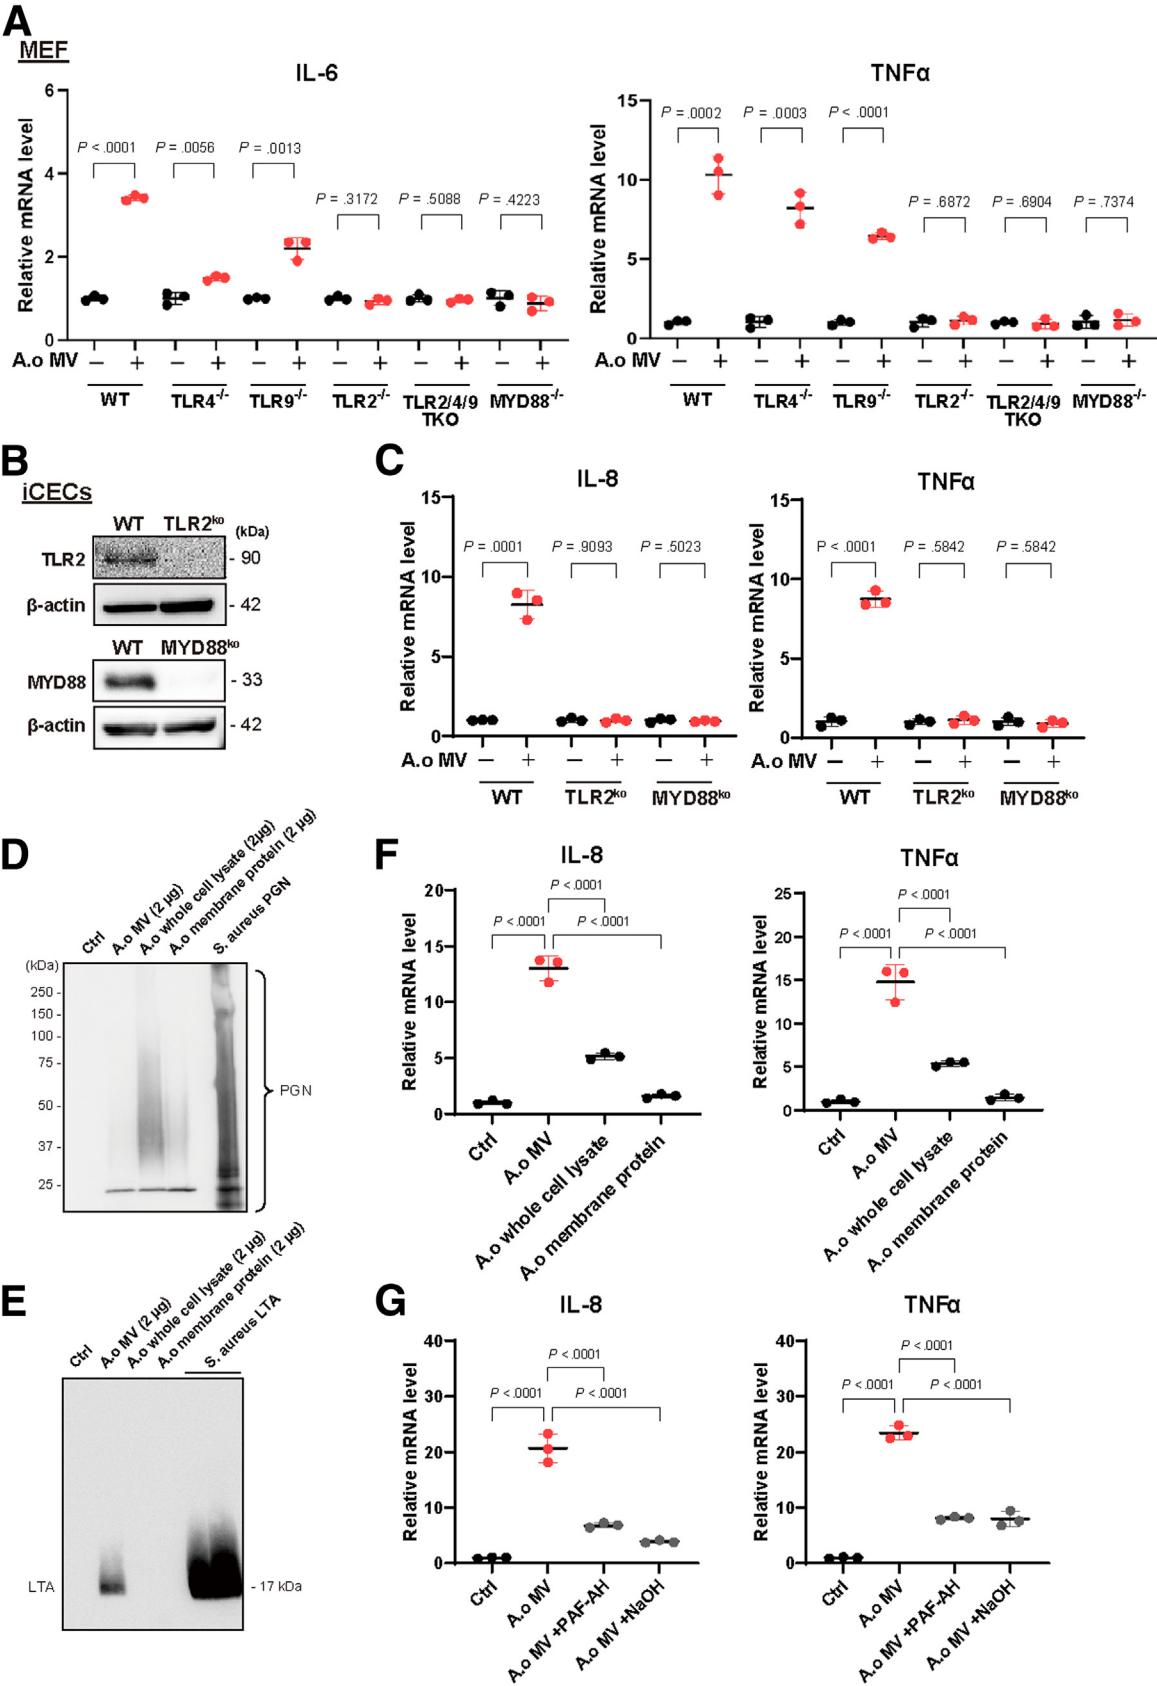 A
MEF
IL-6
Relative mRNA level
6
4
2
0
P < .0001
P = .0056
P = .0013
P = .3172
P = .5088
P = .4223
A.o MV − + − + − + − + − + − +
WT TLR4-/- TLR9-/- TLR2-/- TLR2/4/9 TKO MYD88-/-
TNFα
Relative mRNA level
15
10
5
0
P = .0002
P = .0003
P < .0001
P = .6872
P = .6904
P = .7374
A.o MV − + − + − + − + − + − +
WT TLR4-/- TLR9-/- TLR2-/- TLR2/4/9 TKO MYD88-/-
B
iCECs
WT TLR2ko
(kDa)
TLR2 - 90
β-actin - 42
WT MYD88ko
MYD88 - 33
β-actin - 42
C
IL-8
Relative mRNA level
15
10
5
0
P = .0001
P = .9093
P = .5023
A.o MV − + − + − +
WT TLR2ko MYD88ko
TNFα
Relative mRNA level
15
10
5
0
P < .0001
P = .5842
P = .5842
A.o MV − + − + − +
WT TLR2ko MYD88ko
D
Ctrl
A.o MV (2 µg)
A.o whole cell lysate (2µg)
A.o membrane protein (2 µg)
S. aureus PGN
(kDa)
250 -
150 -
100 -
75 -
50 -
37 -
25 -
PGN
E
Ctrl
A.o MV (2 µg)
A.o whole cell lysate (2 µg)
A.o membrane protein (2 µg)
S. aureus LTA
LTA
- 17 kDa
F
IL-8
Relative mRNA level
20
15
10
5
0
P < .0001
P < .0001
P < .0001
Ctrl
A.o MV
A.o whole cell lysate
A.o membrane protein
TNFα
Relative mRNA level
25
20
15
10
5
0
P < .0001
P < .0001
P < .0001
Ctrl
A.o MV
A.o whole cell lysate
A.o membrane protein
G
IL-8
Relative mRNA level
40
30
20
10
0
P < .0001
P < .0001
P < .0001
Ctrl
A.o MV
A.o MV +PAF-AH
A.o MV +NaOH
TNFα
Relative mRNA level
40
30
20
10
0
P < .0001
P < .0001
P < .0001
Ctrl
A.o MV
A.o MV +PAF-AH
A.o MV +NaOH